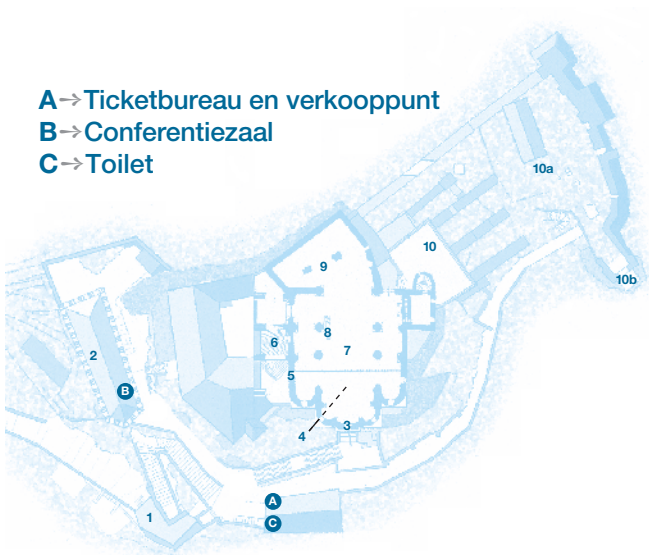 A→Ticketbureau en verkooppunt
B→Conferentiezaal
C→Toilet
10a
10
9
10b
8
6
7
2
5
B
3
4
A
1
C